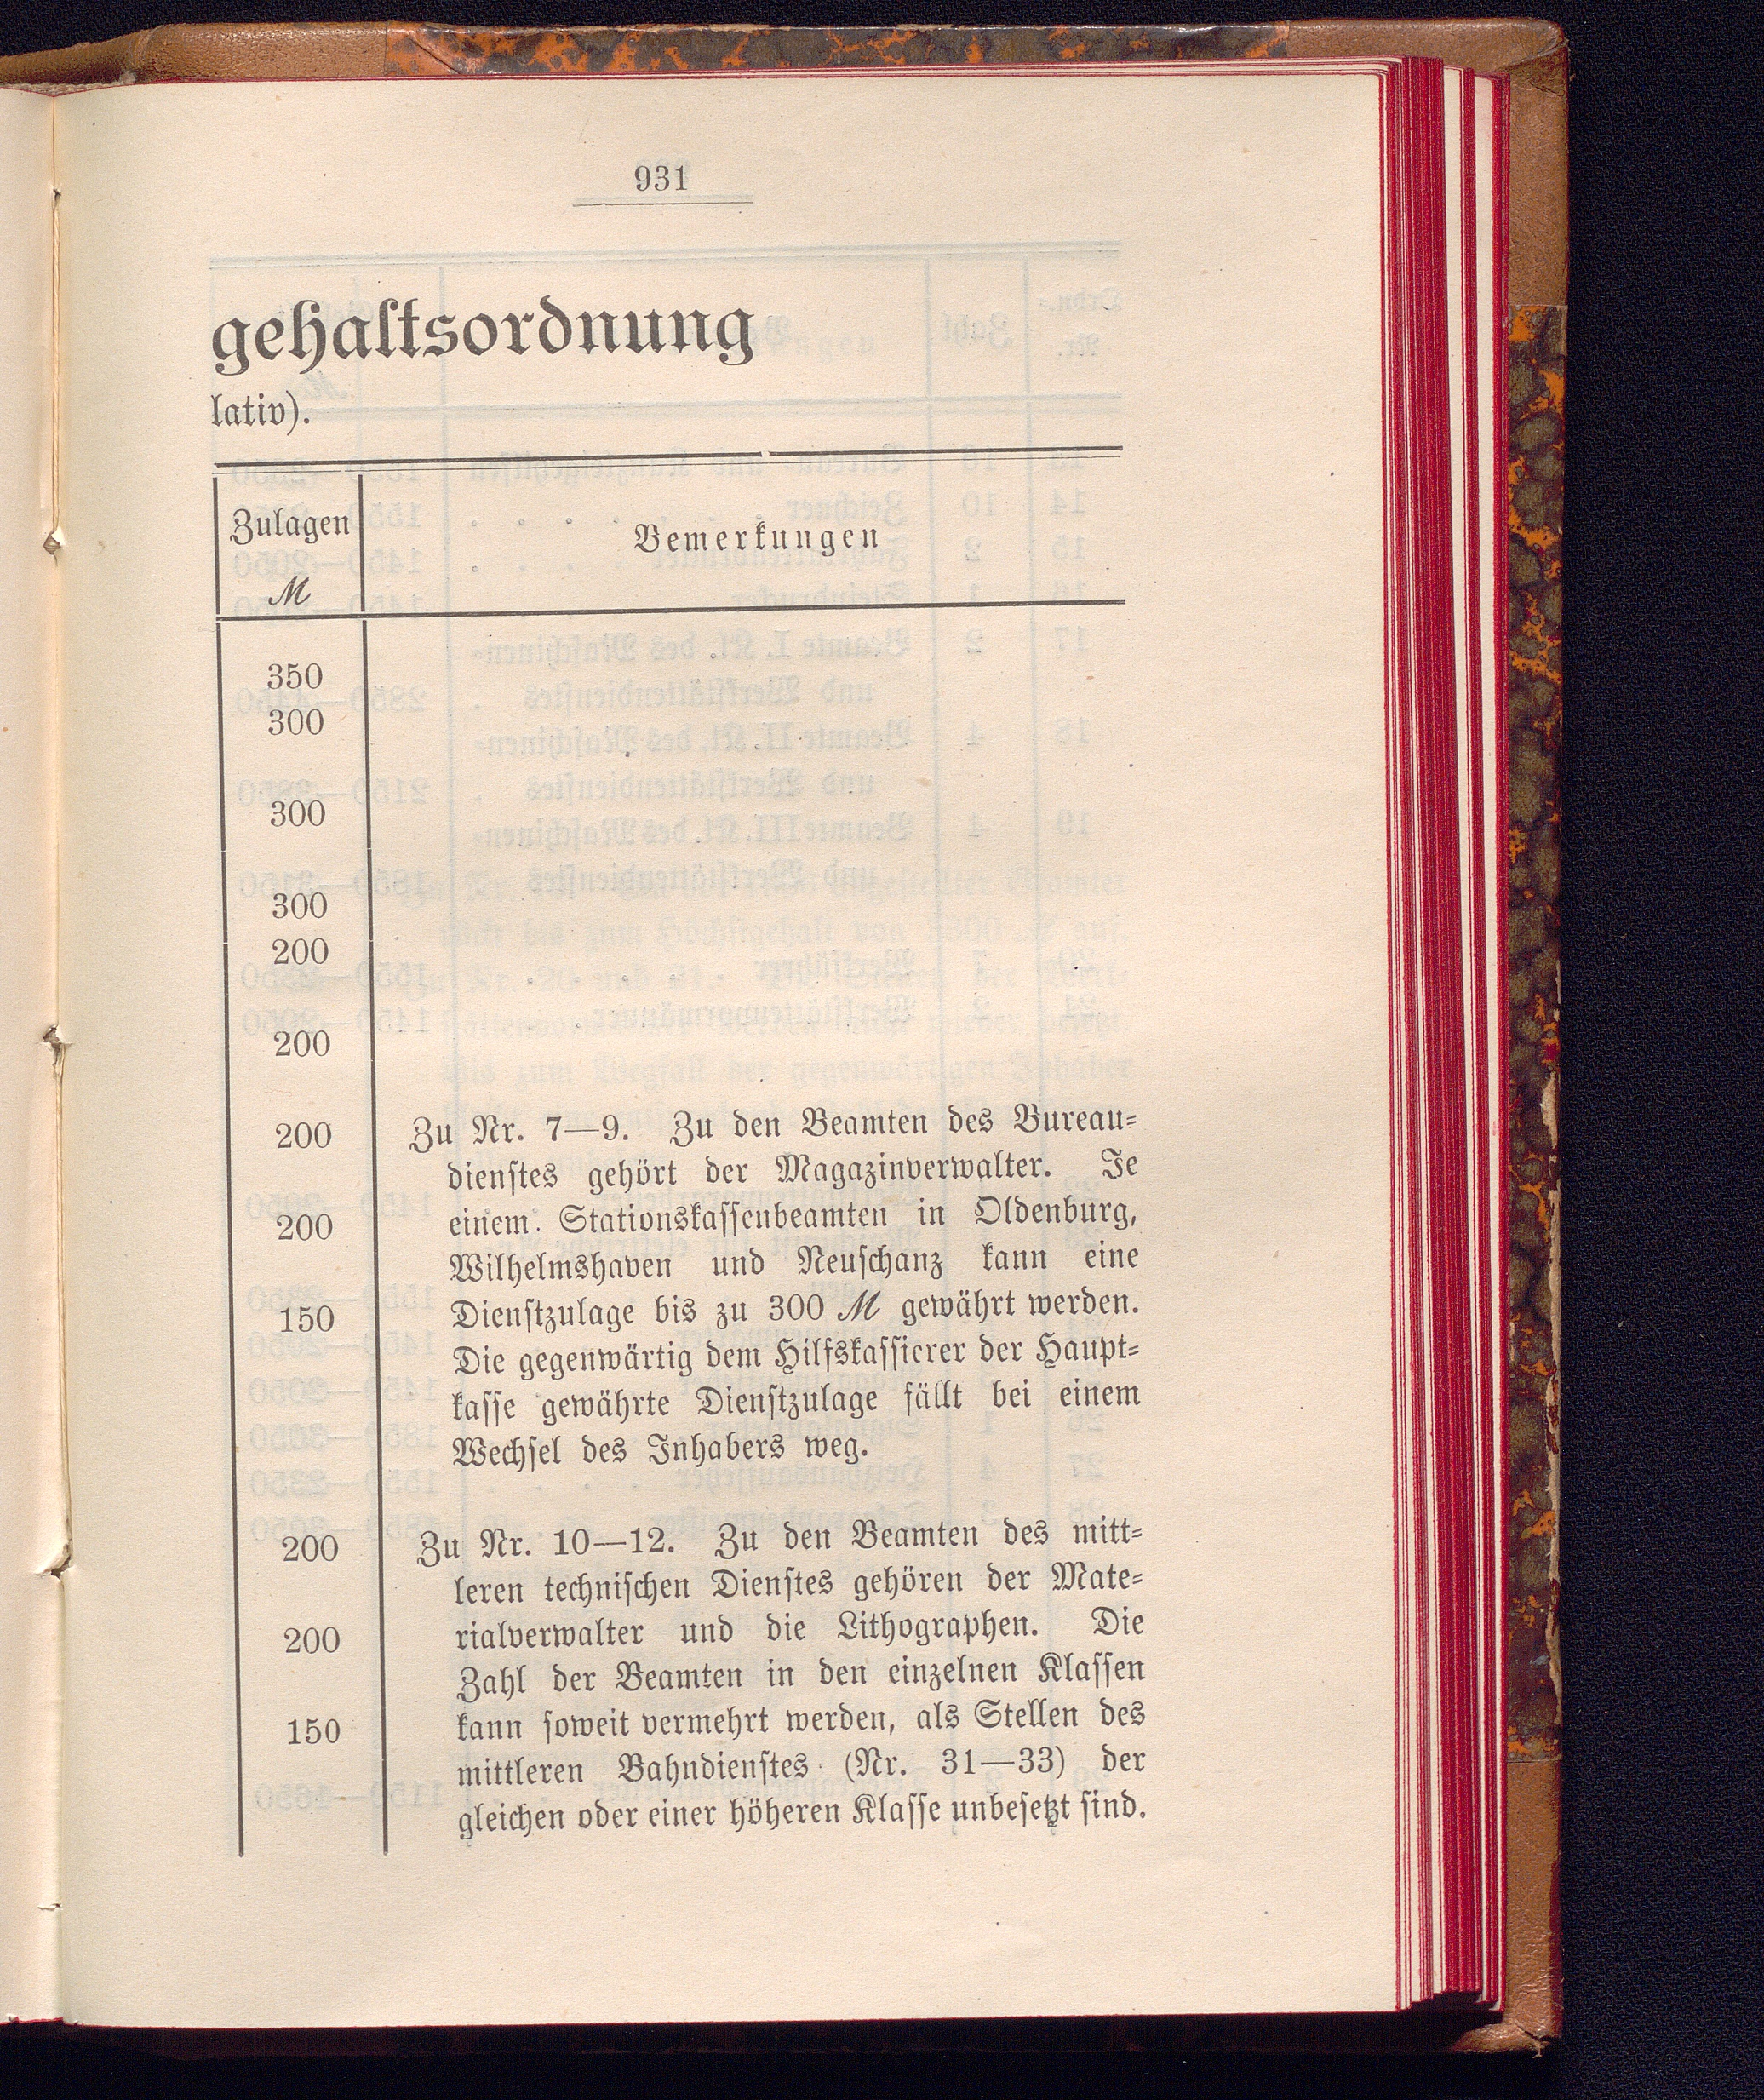 931
gehaltsordnung
lativ).
Zulagen Bemerkungen
ℳ
350
300
300
300
200
200
200 Zu Nr. 7—9. Zu den Beamten des Bureau-
dienstes gehört der Magazinverwalter. Je
200 einem Stationskassenbeamten in Oldenburg,
Wilhelmshaven und Neuschanz kann eine
150 Dienstzulage bis zu 300 ℳ gewährt werden.
Die gegenwärtig dem Hilfskassierer der Haupt-
kasse gewährte Dienstzulage fällt bei einem
Wechsel des Inhabers weg.
200 Zu Nr. 10—12. Zu den Beamten des mitt-
leren technischen Dienstes gehören der Mate-
200 rialverwalter und die Lithographen. Die
Zahl der Beamten in den einzelnen Klassen
150 kann soweit vermehrt werden, als Stellen des
mittleren Bahndienstes (Nr. 31—33) der
gleichen oder einer höheren Klasse unbesetzt sind.